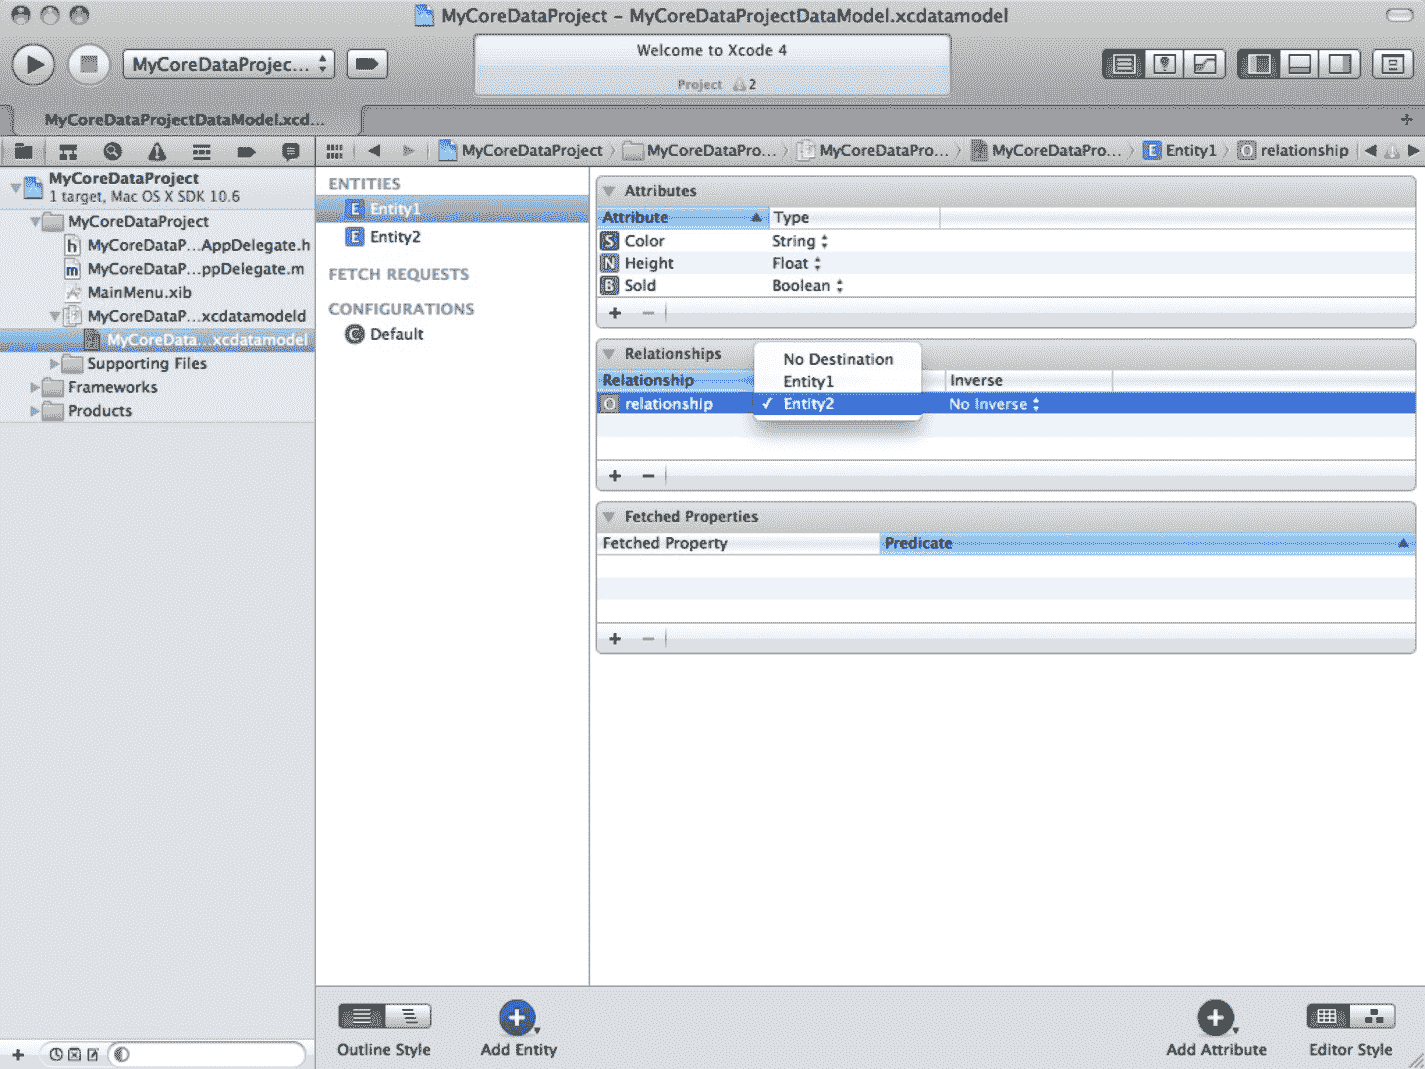 MyCoreDataProject – MyCoreDataProjectDataModel.xcdatamodel
MyCoreDataProjec...
Welcome to Xcode 4
Project 2
MyCoreDataProjectDataModel.xcd...
MyCoreDataProject
MyCoreDataPro...
MyCoreDataPro...
MyCoreDataPro...
E Entity1
O relationship
MyCoreDataProject
1 target, Mac OS X SDK 10.6
MyCoreDataProject
h MyCoreDataP...AppDelegate.h
m MyCoreDataP...ppDelegate.m
MainMenu.xib
MyCoreDataP...xcdatamodeld
MyCoreData...xcdatamodel
Supporting Files
Frameworks
Products
ENTITIES
E Entity1
E Entity2
FETCH REQUESTS
CONFIGURATIONS
C Default
Attributes
Attribute Type
S Color String
N Height Float
B Sold Boolean
Relationships
Relationship Inverse
No Destination
Entity1
✓ Entity2
O relationship No Inverse
Fetched Properties
Fetched Property Predicate
Outline Style
Add Entity
Add Attribute
Editor Style